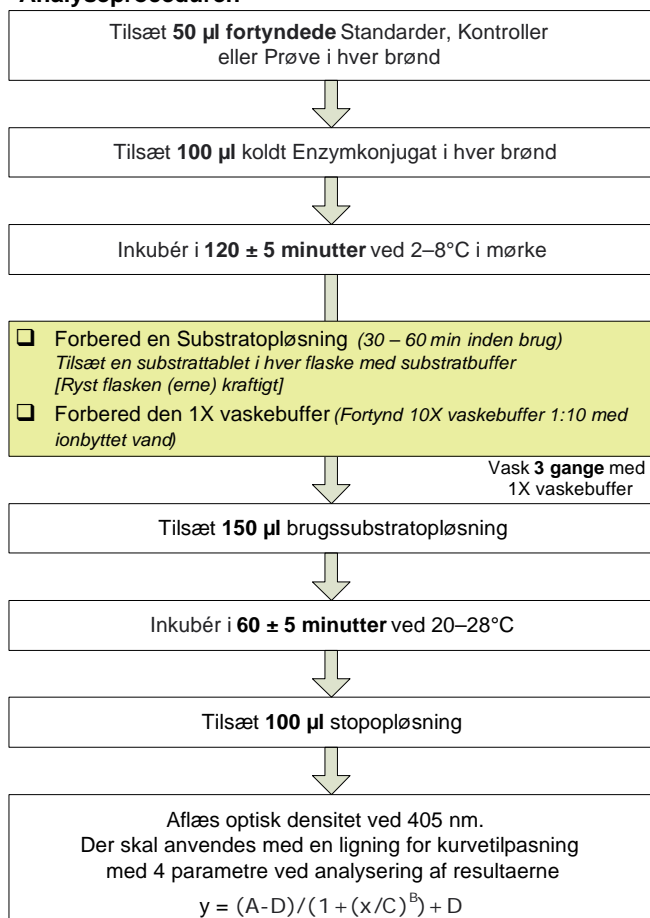 Analyseproceduren
Tilsæt 50 µl fortyndede Standarder, Kontroller
eller Prøve i hver brønd
Tilsæt 100 µl koldt Enzymkonjugat i hver brønd
Inkubér i 120 ± 5 minutter ved 2–8°C i mørke
❑ Forbered en Substratopløsning (30 – 60 min inden brug)
Tilsæt en substrattablet i hver flaske med substratbuffer
[Ryst flasken (erne) kraftigt]
❑ Forbered den 1X vaskebuffer (Fortynd 10X vaskebuffer 1:10 med
ionbyttet vand)
Vask 3 gange med
1X vaskebuffer
Tilsæt 150 µl brugssubstratopløsning
Inkubér i 60 ± 5 minutter ved 20–28°C
Tilsæt 100 µl stopopløsning
Aflæs optisk densitet ved 405 nm.
Der skal anvendes med en ligning for kurvetilpasning
med 4 parametre ved analysering af resultaerne
y = (A-D)/(1+(x/C)^B)+D